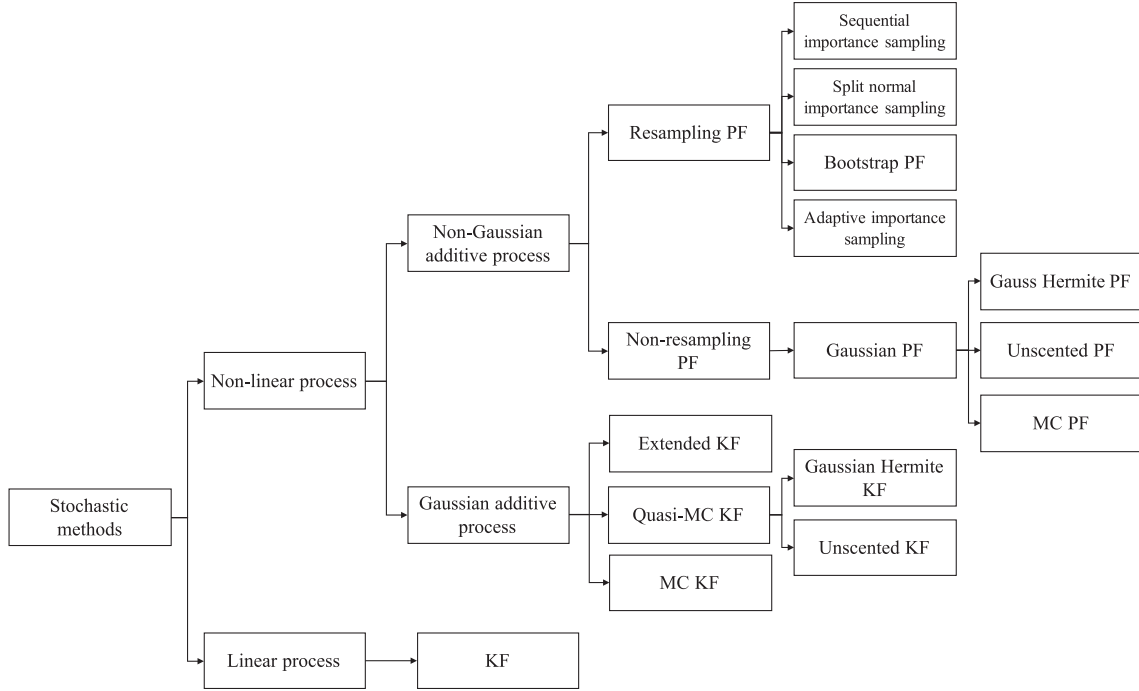 Sequential
importance sampling
Split normal
importance sampling
Resampling PF
Bootstrap PF
Adaptive importance
sampling
Non-Gaussian
additive process
Gauss Hermite PF
Non-resampling
PF
Gaussian PF
Unscented PF
Non-linear process
MC PF
Extended KF
Gaussian Hermite
KF
Stochastic
methods
Gaussian additive
process
Quasi-MC KF
Unscented KF
MC KF
Linear process
KF